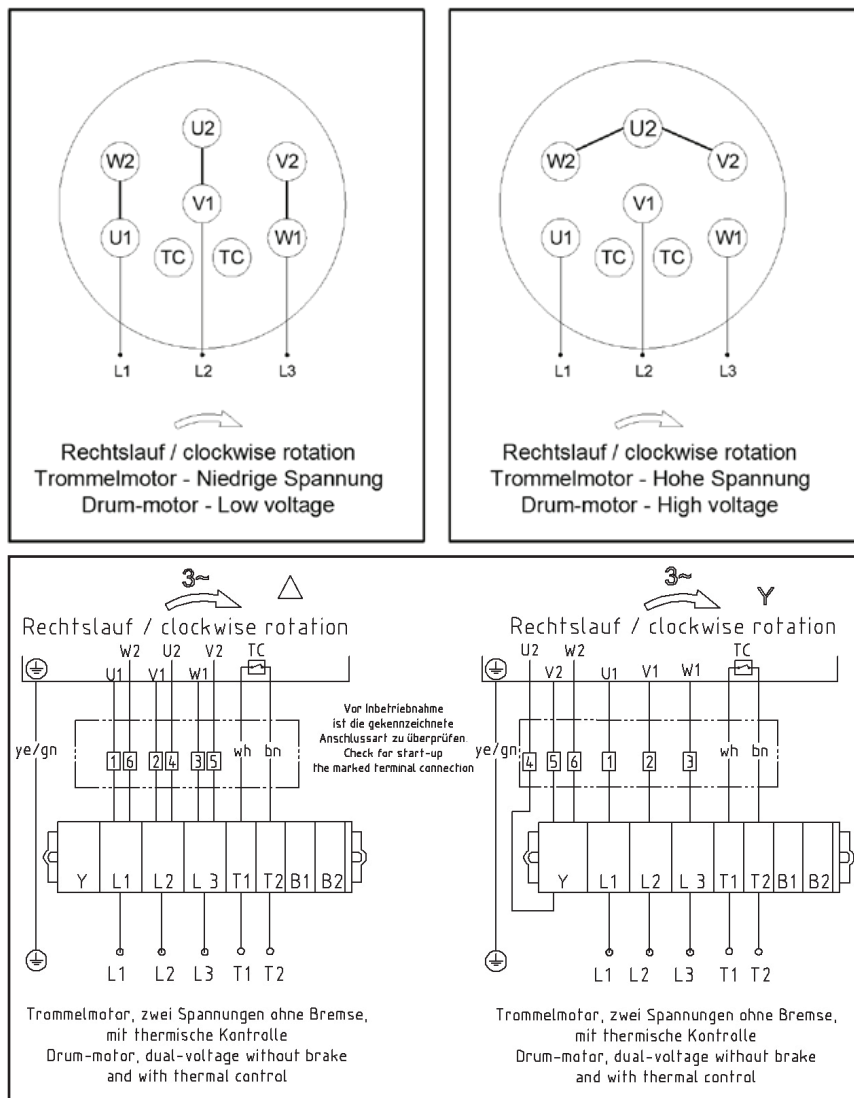 U2
W2 V2
V1
U1 W1
TC TC
L1 L2 L3
Rechtslauf / clockwise rotation
Trommelmotor - Niedrige Spannung
Drum-motor - Low voltage
U2
W2 V2
V1
U1 W1
TC TC
L1 L2 L3
Rechtslauf / clockwise rotation
Trommelmotor - Hohe Spannung
Drum-motor - High voltage
3~ △
Rechtslauf / clockwise rotation
W2 U2 V2 TC
U1 V1 W1
ye/gn
1 6 2 4 3 5 wh bn
Y L1 L2 L3 T1 T2 B1 B2
L1 L2 L3 T1 T2
Trommelmotor, zwei Spannungen ohne Bremse,
mit thermische Kontrolle
Drum-motor, dual-voltage without brake
and with thermal control
Vor Inbetriebnahme
ist die gekennzeichnete
Anschlussart zu überprüfen.
Check for start-up
the marked terminal connection
3~ Y
Rechtslauf / clockwise rotation
U2 W2 TC
V2 U1 V1 W1
ye/gn
4 5 6 1 2 3 wh bn
Y L1 L2 L3 T1 T2 B1 B2
L1 L2 L3 T1 T2
Trommelmotor, zwei Spannungen ohne Bremse,
mit thermische Kontrolle
Drum-motor, dual-voltage without brake
and with thermal control